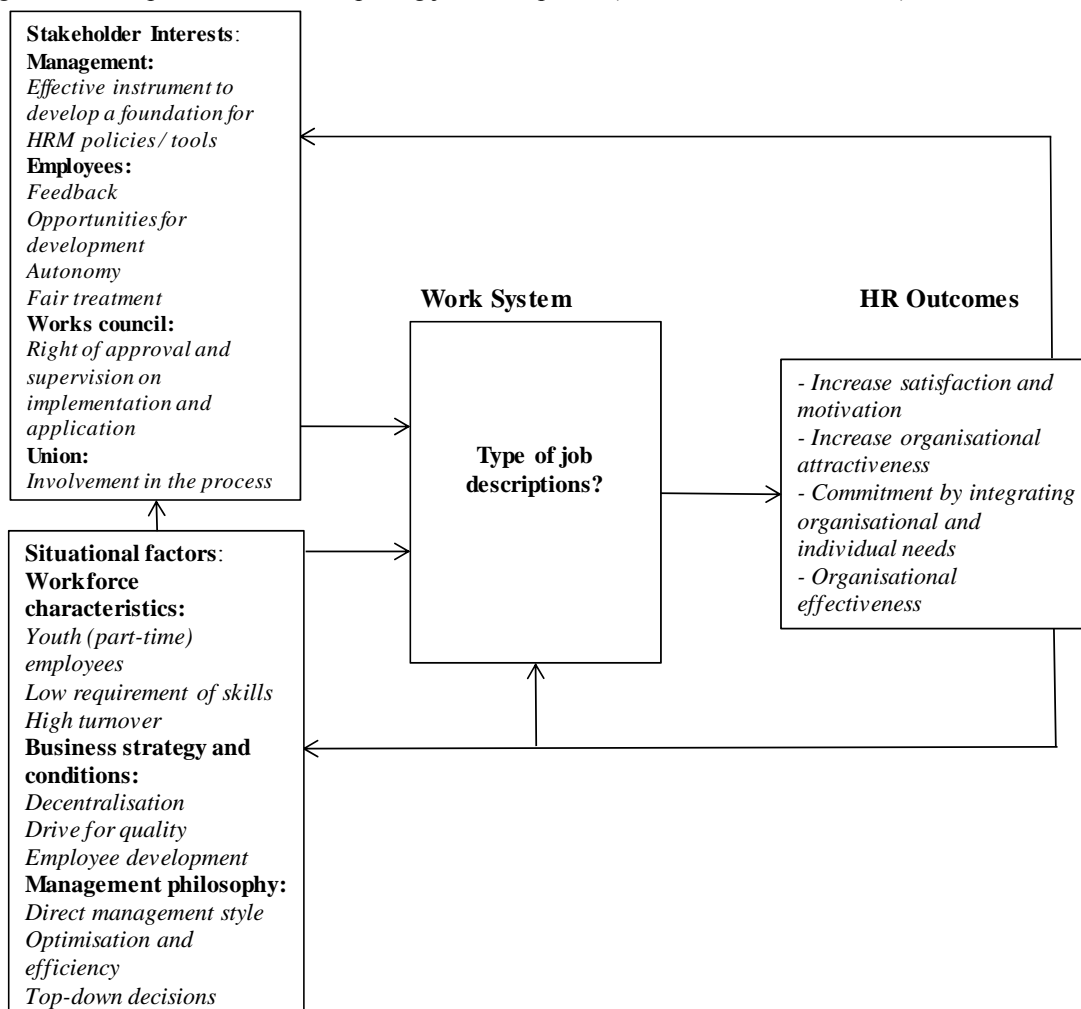 Stakeholder Interests:
Management:
Effective instrument to
develop a foundation for
HRM policies / tools
Employees:
Feedback
Opportunities for
development
Autonomy
Fair treatment
Works council:
Right of approval and
supervision on
implementation and
application
Union:
Involvement in the process
Situational factors:
Workforce
characteristics:
Youth (part-time)
employees
Low requirement of skills
High turnover
Business strategy and
conditions:
Decentralisation
Drive for quality
Employee development
Management philosophy:
Direct management style
Optimisation and
efficiency
Top-down decisions
Work System
Type of job
descriptions?
HR Outcomes
- Increase satisfaction and
motivation
- Increase organisational
attractiveness
- Commitment by integrating
organisational and
individual needs
- Organisational
effectiveness